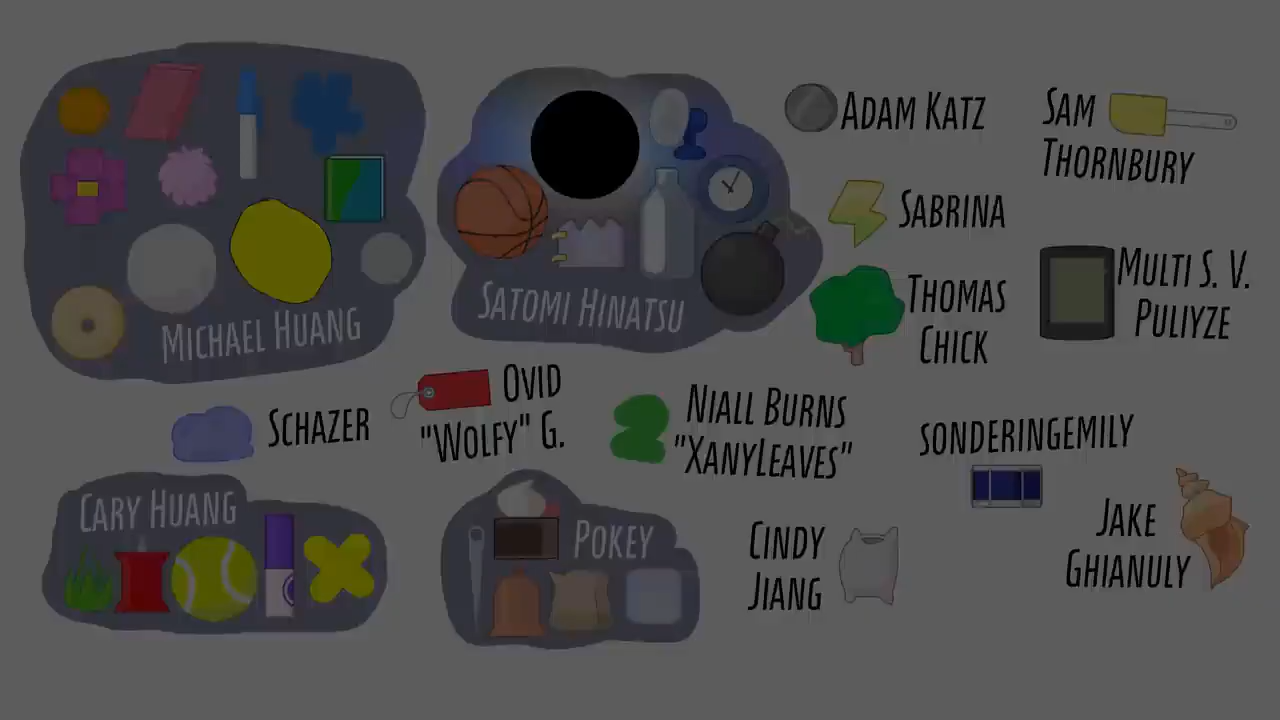 Michael Huang
Satomi Hinatsu
Adam Katz
Sam
Thornbury
Sabrina
Thomas
Chick
Multi S. V.
Puliyze
Schazer
Ovid
"Wolfy" G.
Niall Burns
"XanyLeaves"
sonderingemily
Cary Huang
Pokey
Cindy
Jiang
Jake
Ghianuly